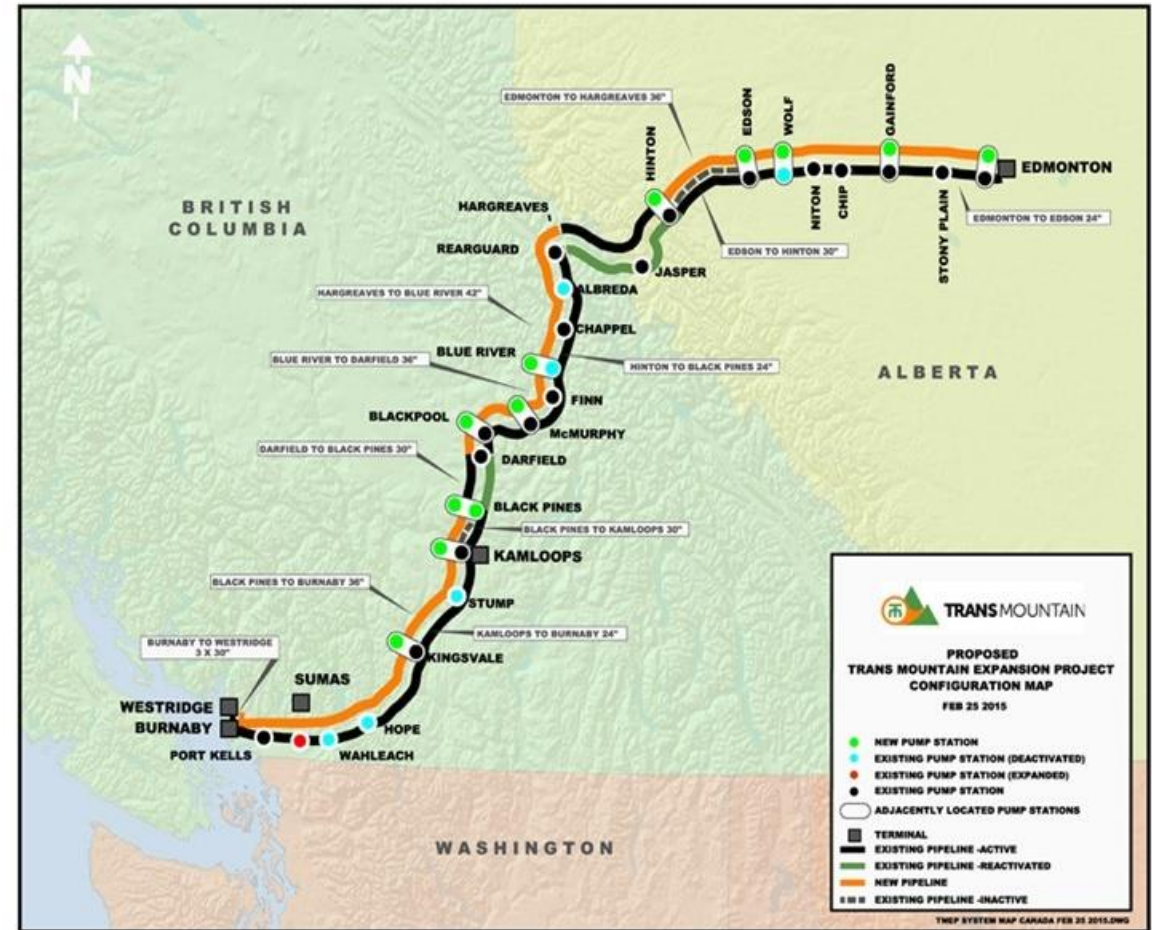 N
EDMONTON TO HARGREAVES 36"
EDSON
WOLF
GAINFORD
HINTON
EDMONTON
BRITISH
COLUMBIA
HARGREAVES
NITON
CHIP
STONY PLAIN
EDMONTON TO EDSON 24"
REARGUARD
EDSON TO HINTON 30"
JASPER
ALBREDA
HARGREAVES TO BLUE RIVER 42"
CHAPPEL
BLUE RIVER
BLUE RIVER TO DARFIELD 36"
HINTON TO BLACK PINES 24"
ALBERTA
FINN
BLACKPOOL
McMURPHY
DARFIELD TO BLACK PINES 30"
DARFIELD
BLACK PINES
BLACK PINES TO KAMLOOPS 30"
KAMLOOPS
BLACK PINES TO BURNABY 36"
STUMP
KAMLOOPS TO BURNABY 24"
BURNABY TO WESTRIDGE
3 X 30"
KINGSVALE
SUMAS
WESTRIDGE
BURNABY
HOPE
PORT KELLS
WAHLEACH
WASHINGTON
TRANSMOUNTAIN
PROPOSED
TRANS MOUNTAIN EXPANSION PROJECT
CONFIGURATION MAP
FEB 25 2015
NEW PUMP STATION
EXISTING PUMP STATION (DEACTIVATED)
EXISTING PUMP STATION (EXPANDED)
EXISTING PUMP STATION
ADJACENTLY LOCATED PUMP STATIONS
TERMINAL
EXISTING PIPELINE -ACTIVE
EXISTING PIPELINE -REACTIVATED
NEW PIPELINE
EXISTING PIPELINE -INACTIVE
TMEP SYSTEM MAP CANADA FEB 25 2015.DWG